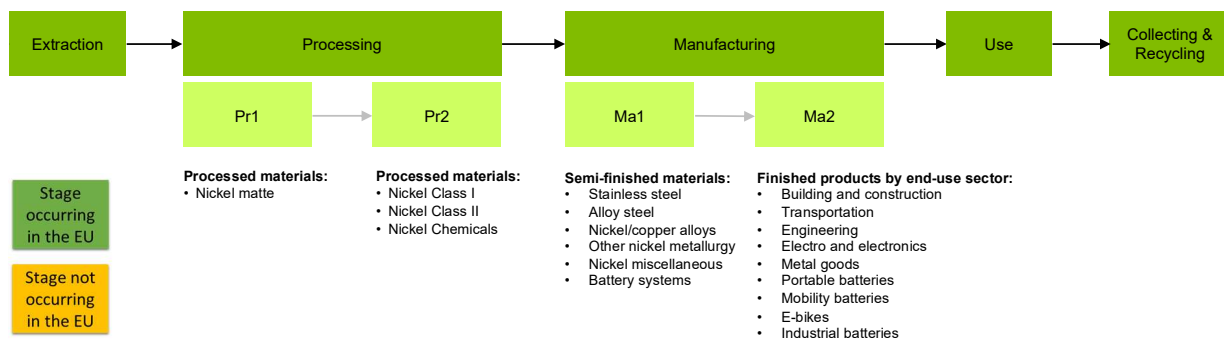 Extraction
Processing
Manufacturing
Use
Collecting &
Recycling
Pr1
Pr2
Ma1
Ma2
Processed materials:
• Nickel matte
Processed materials:
• Nickel Class I
• Nickel Class II
• Nickel Chemicals
Semi-finished materials:
• Stainless steel
• Alloy steel
• Nickel/copper alloys
• Other nickel metallurgy
• Nickel miscellaneous
• Battery systems
Finished products by end-use sector:
• Building and construction
• Transportation
• Engineering
• Electro and electronics
• Metal goods
• Portable batteries
• Mobility batteries
• E-bikes
• Industrial batteries
Stage
occurring
in the EU
Stage not
occurring
in the EU